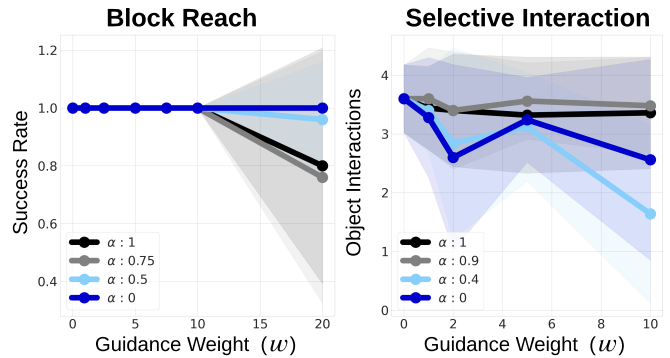 Block Reach
Success Rate
1.2
1.0
0.8
0.6
0.4
α : 1
α : 0.75
α : 0.5
α : 0
0
5
10
15
20
Guidance Weight (w)
Selective Interaction
Object Interactions
4
3
2
1
0
α : 1
α : 0.9
α : 0.4
α : 0
0
2
4
6
8
10
Guidance Weight (w)